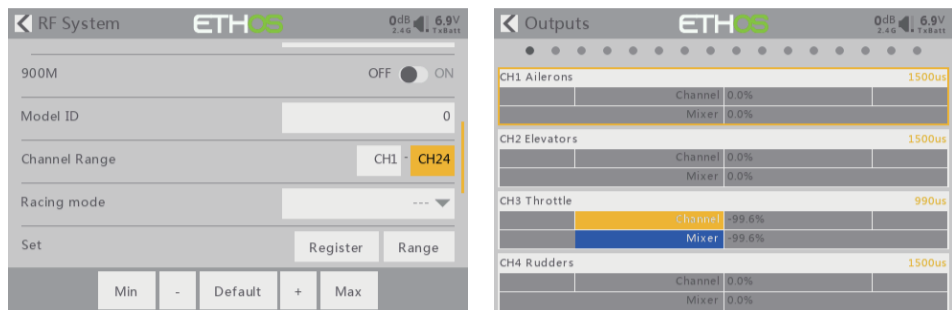 RF System
ETHOS
0dB
2.4G
6.9V
TxBatt
900M
OFF ON
Model ID
0
Channel Range
CH1 - CH24
Racing mode
---
Set
Register Range
Min - Default + Max
Outputs
ETHOS
0dB
2.4G
6.9V
TxBatt
CH1 Ailerons 1500us
Channel 0.0%
Mixer 0.0%
CH2 Elevators 1500us
Channel 0.0%
Mixer 0.0%
CH3 Throttle 990us
Channel -99.6%
Mixer -99.6%
CH4 Rudders 1500us
Channel 0.0%
Mixer 0.0%